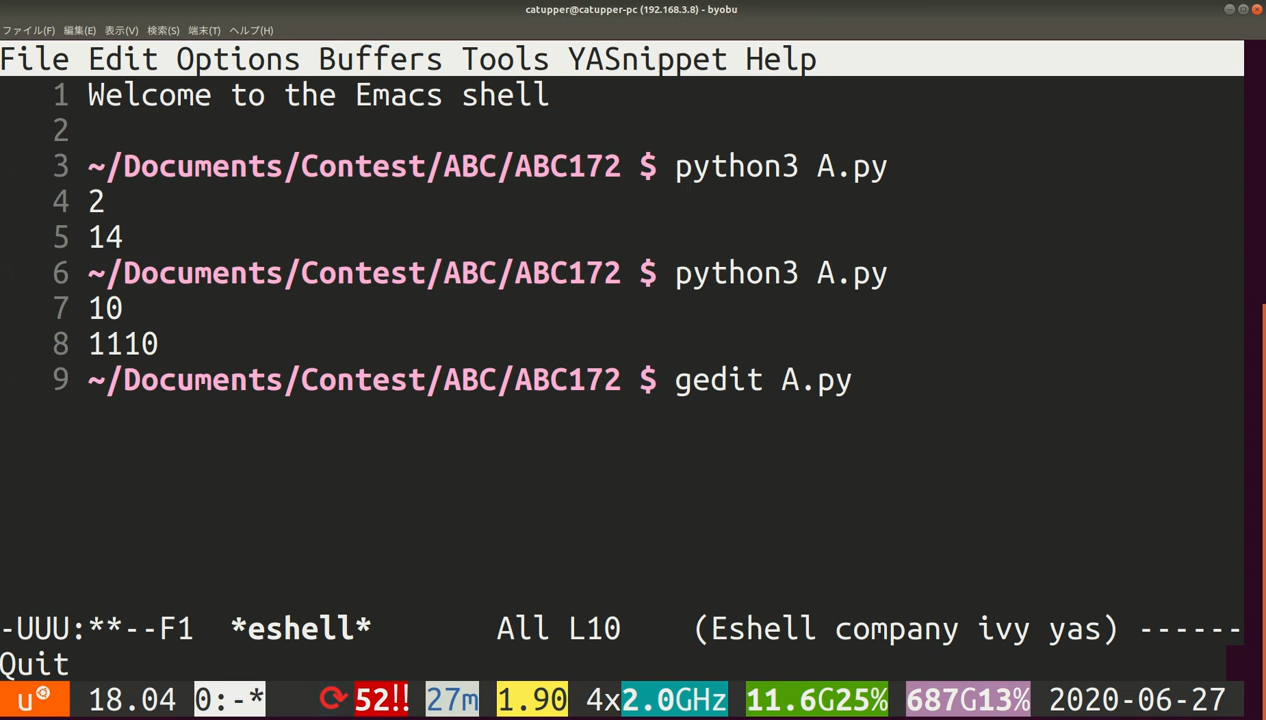 catupper@catupper-pc (192.168.3.8) - byobu
ファイル(F) 編集(E) 表示(V) 検索(S) 端末(T) ヘルプ(H)
File Edit Options Buffers Tools YASnippet Help
1 Welcome to the Emacs shell
2
3 ~/Documents/Contest/ABC/ABC172 $ python3 A.py
4 2
5 14
6 ~/Documents/Contest/ABC/ABC172 $ python3 A.py
7 10
8 1110
9 ~/Documents/Contest/ABC/ABC172 $ gedit A.py
-UUU:**--F1 *eshell* All L10 (Eshell company ivy yas) ------
Quit
u 18.04 0:-* ⟳52!! 27m 1.90 4x2.0GHz 11.6G25% 687G13% 2020-06-27